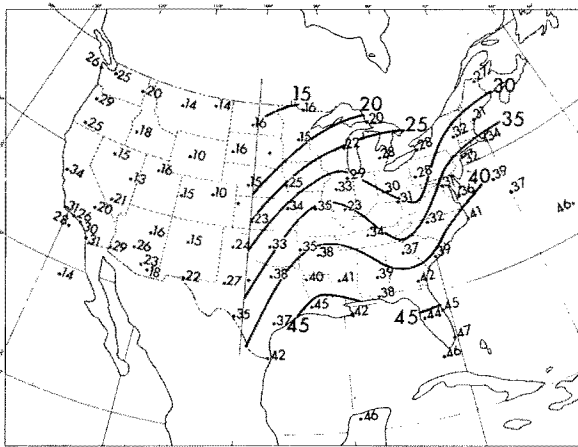 15 20 30
.27
26. .25
.20 .14 .14 .16 .20 25 .31 35
.29 .16 .32 .34
.25 .18 .15 .22 .28 .28 .32
.15 .10 .16
.34 .16 .29 .28
.13 .15 .10 .15 .25 .33 .30 .37 40 .39
.21 .31 .36 .37
.31 .26 .20 .23 .34 .35 .23 .32 .41 46.
28. .30 .16 .34
.31 .29 .26 .15 .24 .33 .35 .38 .37 .39
.23
.14 .18 .22 .27 .38 .40 .41 .39 .42
.38
.35 .37 45 .45 .42 45 .44 .45
.47
.42 .46
.46